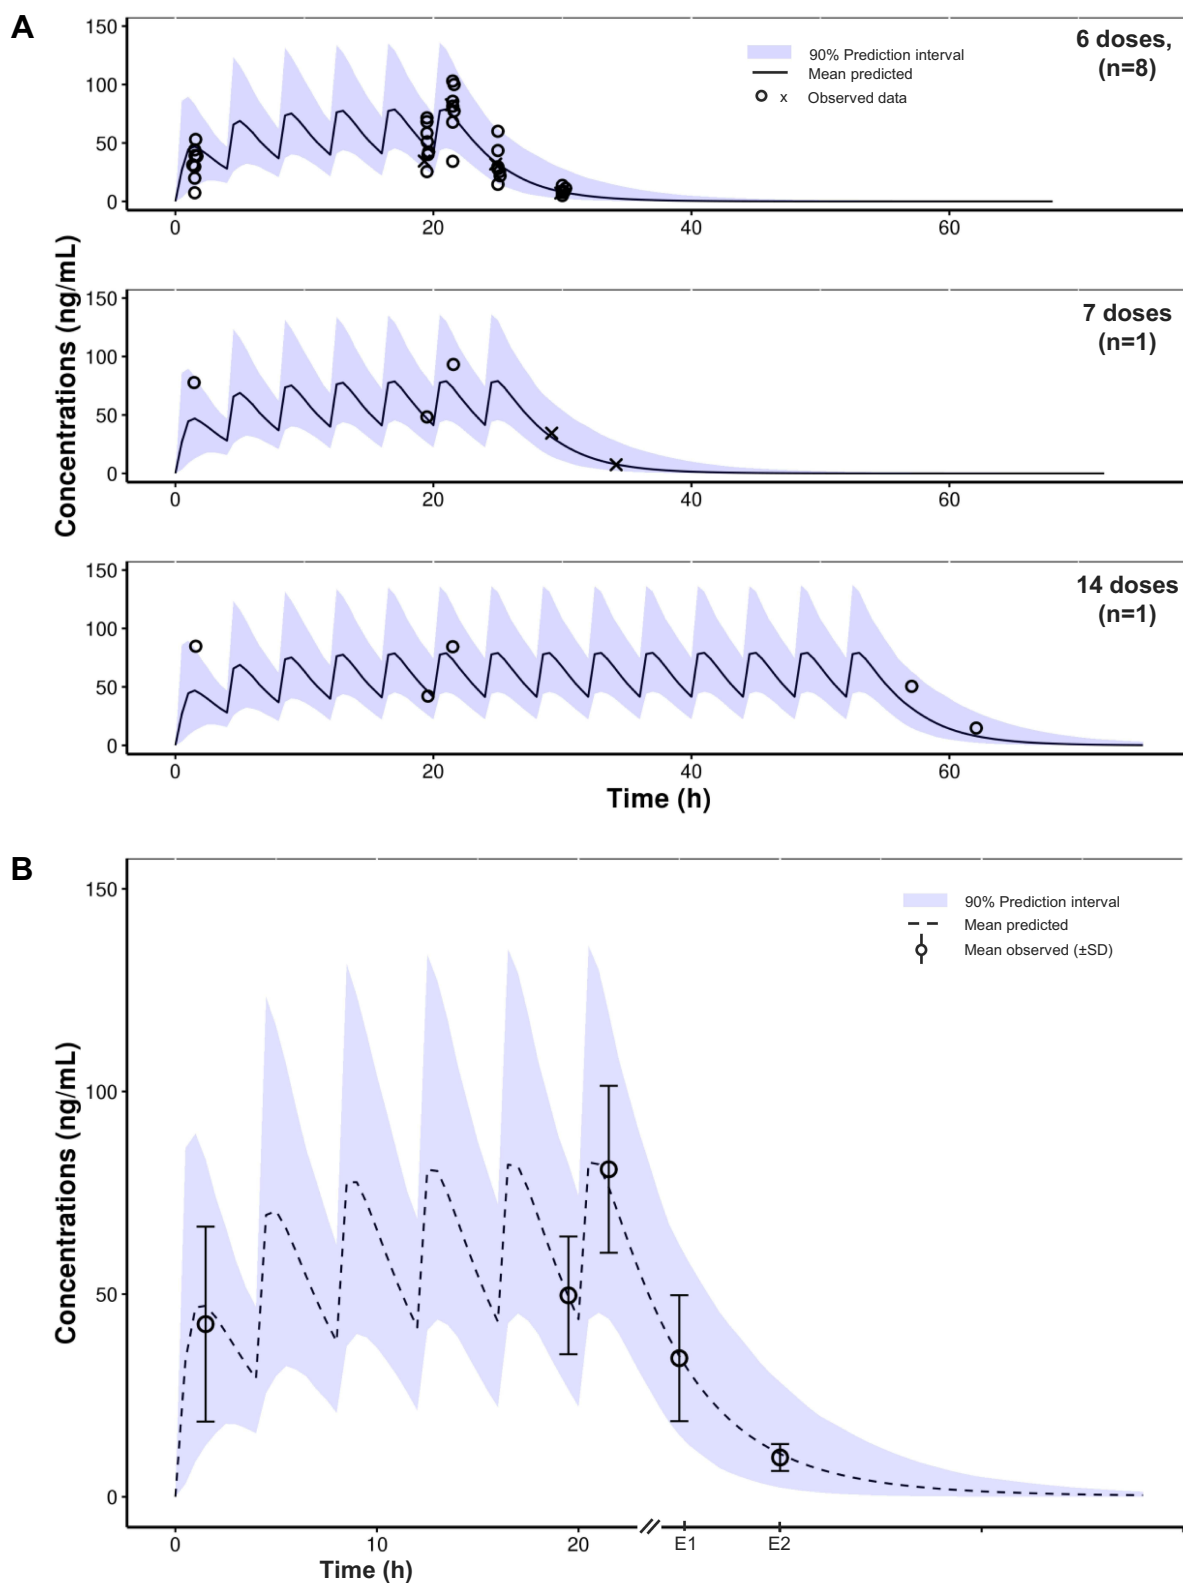 A
150
100
50
0
0
20
40
60
90% Prediction interval
Mean predicted
x Observed data
6 doses,
(n=8)
Concentrations (ng/mL)
150
100
50
0
0
20
40
60
7 doses
(n=1)
150
100
50
0
0
20
40
60
14 doses
(n=1)
Time (h)
B
150
100
50
0
Concentrations (ng/mL)
90% Prediction interval
Mean predicted
Mean observed (±SD)
0
10
20
E1
E2
Time (h)